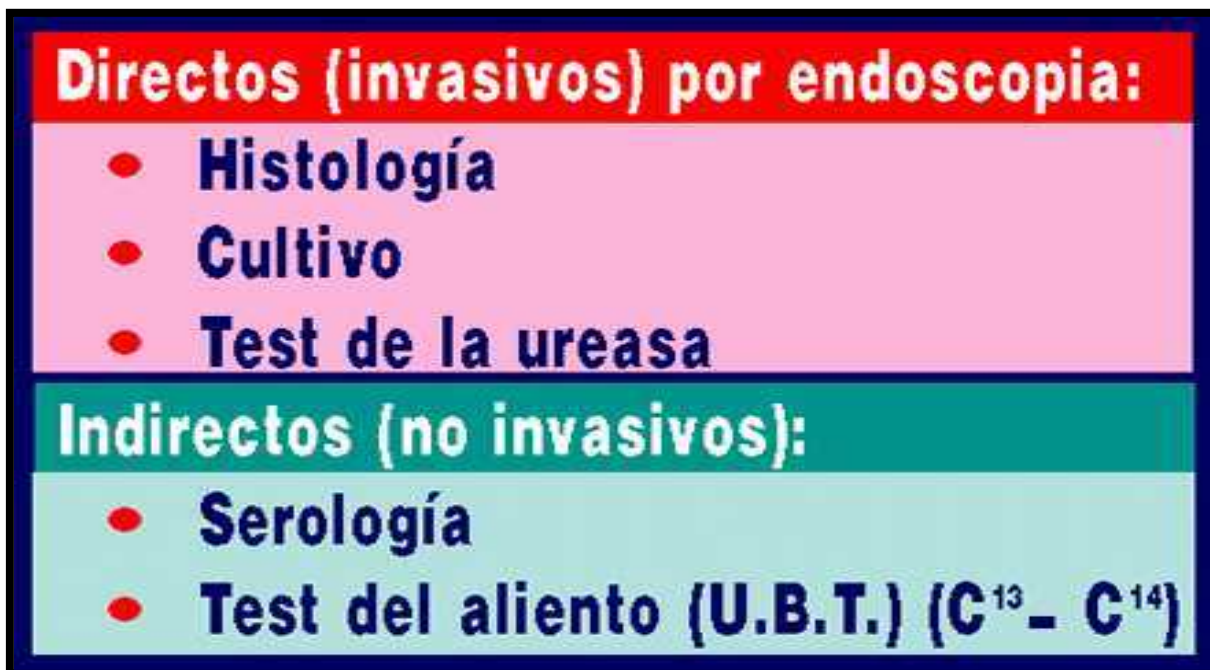 Directos (invasivos) por endoscopia:
• Histología
• Cultivo
• Test de la ureasa
Indirectos (no invasivos):
• Serología
• Test del aliento (U.B.T.) (C¹³– C¹⁴)